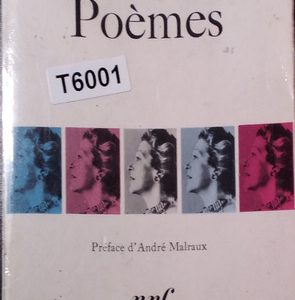 Poèmes
T6001
Préface d'André Malraux
nrf